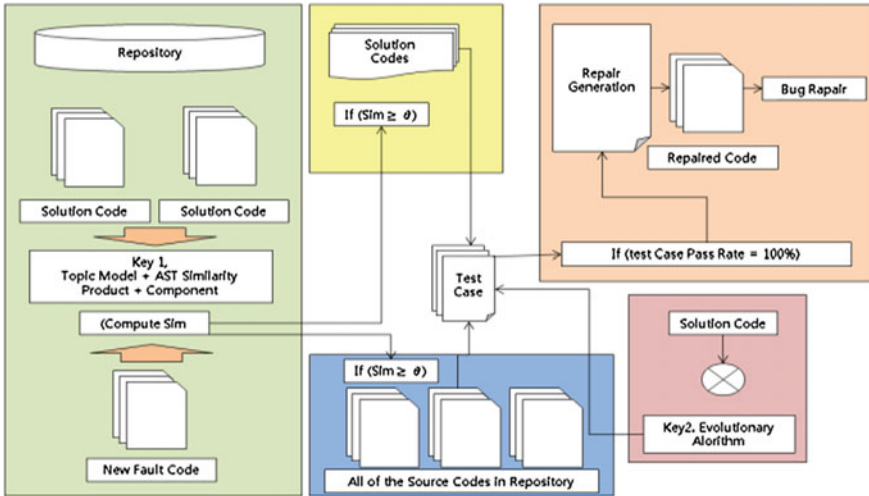 Repository
Solution Code
Solution Code
Key 1,
Topic Model + AST Similarity
Product + Component
(Compute Sim
New Fault Code
Solution
Codes
If (Sim ≥ θ)
Test
Case
If (Sim ≥ θ)
All of the Source Codes in Repository
Repair
Generation
Bug Rapair
Repaired Code
If (test Case Pass Rate = 100%)
Solution Code
Key2. Evolutionary
Alorithm